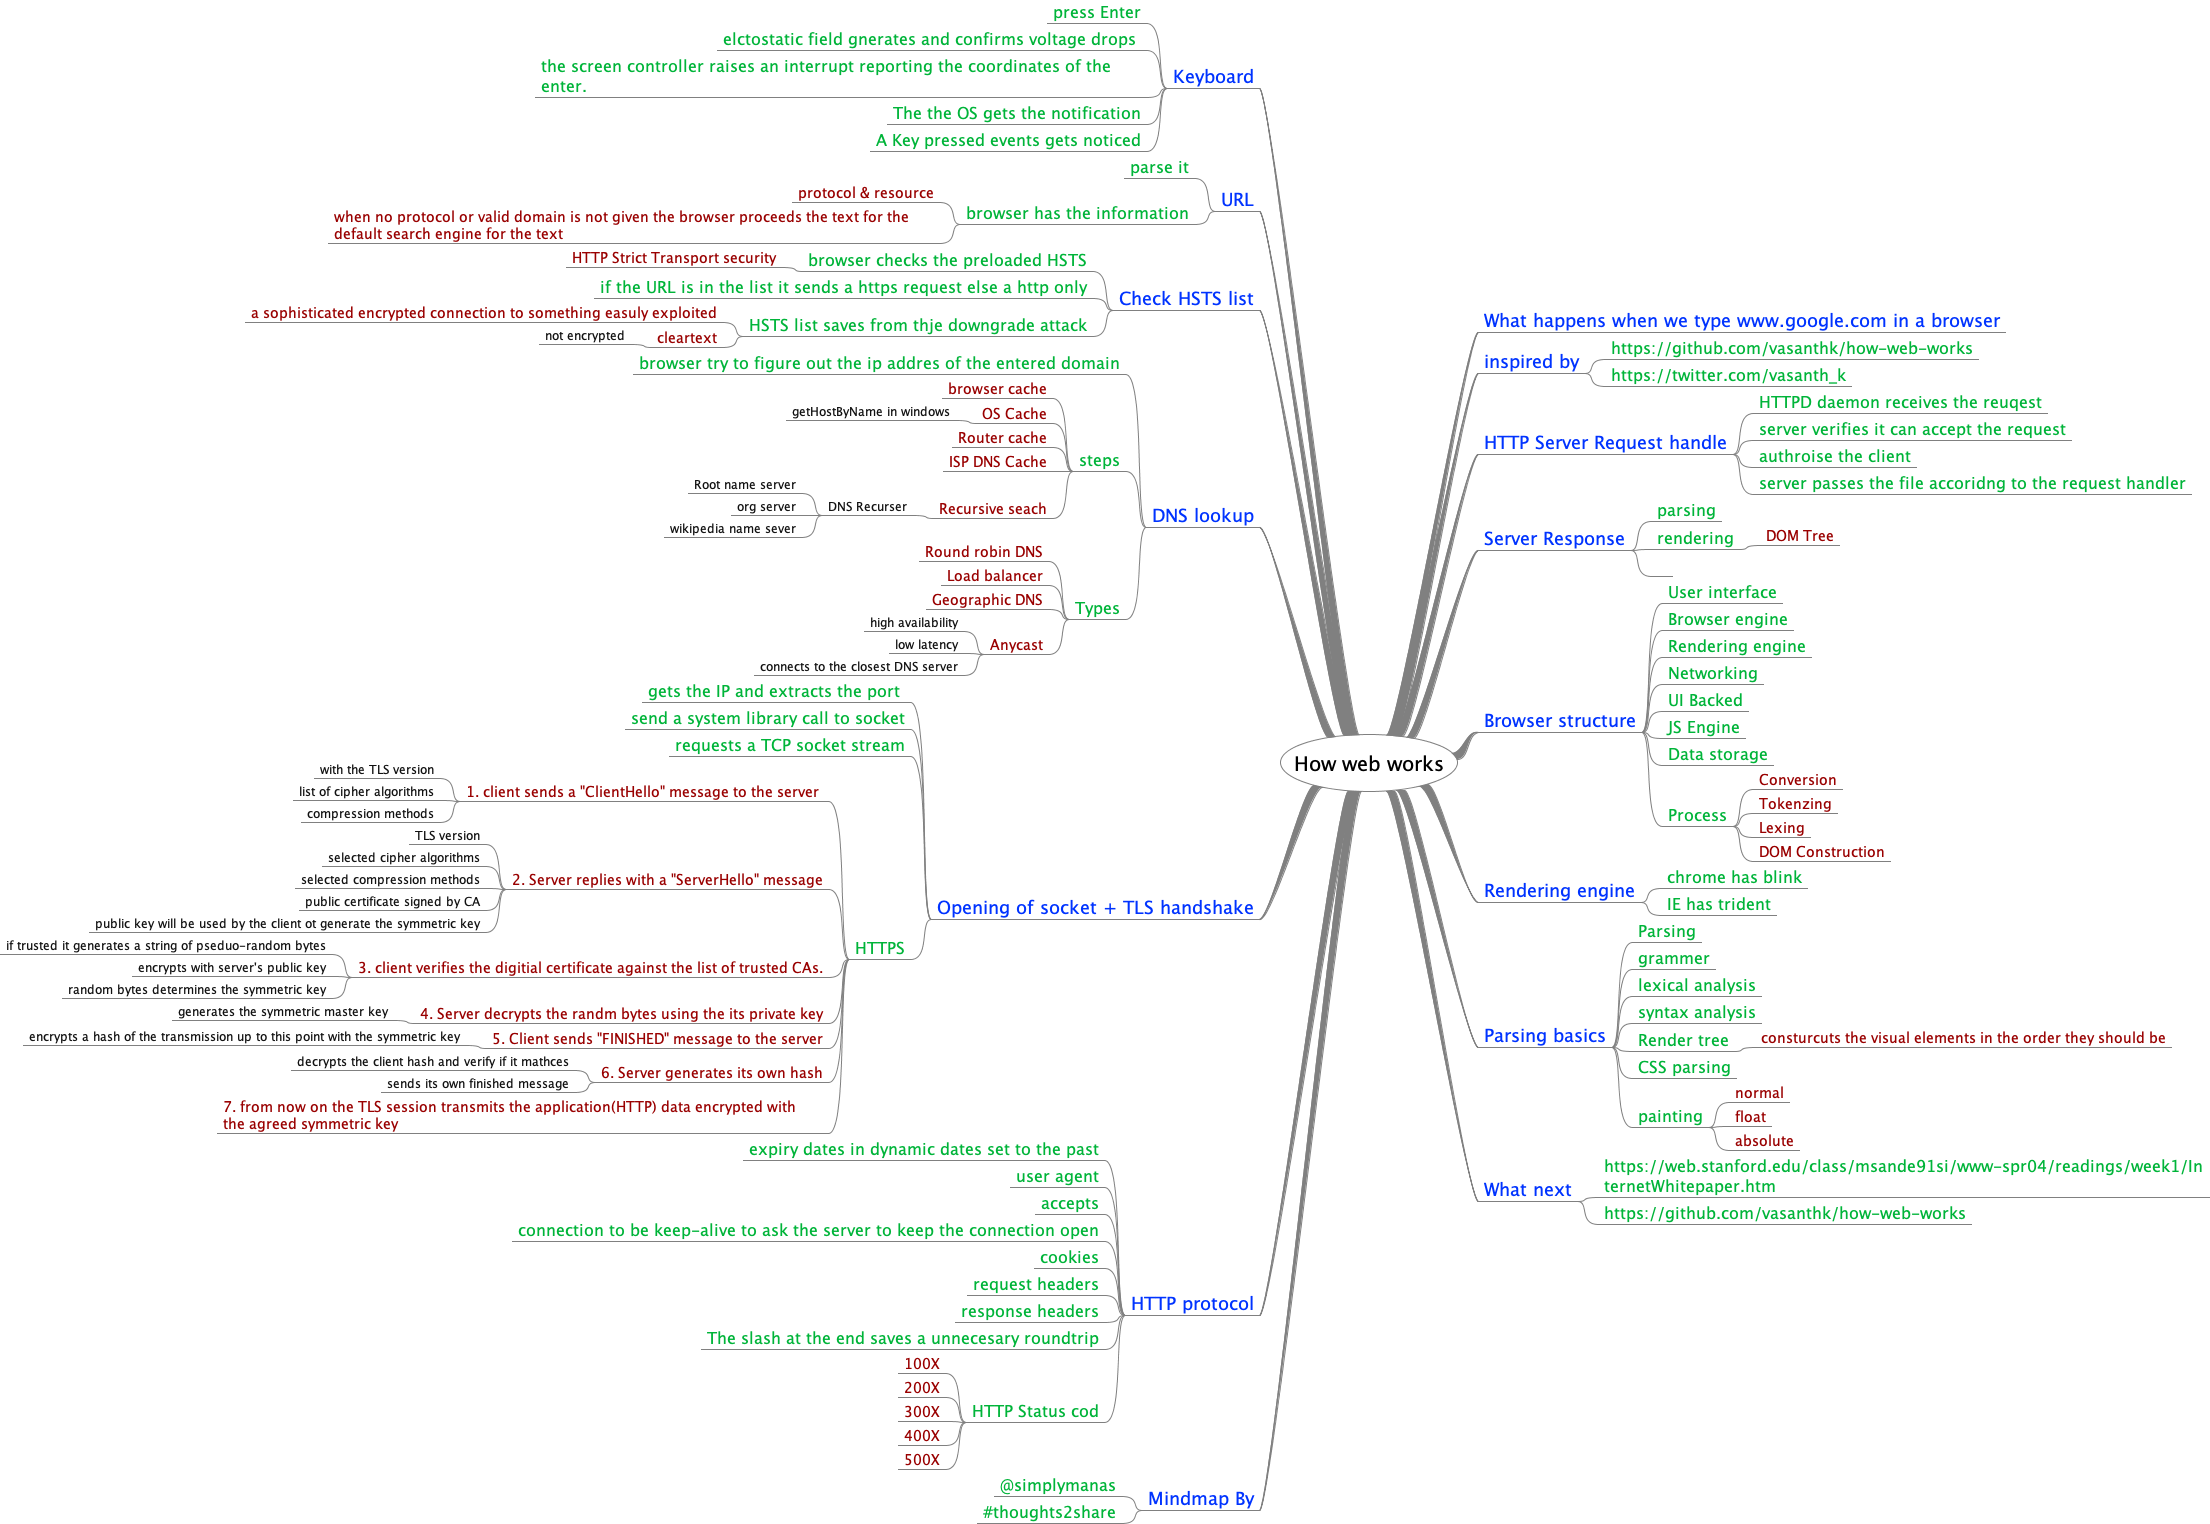 How web works
press Enter
elctostatic field gnerates and confirms voltage drops
the screen controller raises an interrupt reporting the coordinates of the
enter.
The the OS gets the notification
A Key pressed events gets noticed
Keyboard
parse it
protocol & resource
when no protocol or valid domain is not given the browser proceeds the text for the
default search engine for the text
browser has the information
URL
HTTP Strict Transport security
browser checks the preloaded HSTS
if the URL is in the list it sends a https request else a http only
a sophisticated encrypted connection to something easuly exploited
not encrypted
cleartext
HSTS list saves from thje downgrade attack
Check HSTS list
browser try to figure out the ip addres of the entered domain
browser cache
getHostByName in windows
OS Cache
Router cache
ISP DNS Cache
Root name server
org server
wikipedia name sever
DNS Recurser
Recursive seach
steps
Round robin DNS
Load balancer
Geographic DNS
high availability
low latency
connects to the closest DNS server
Anycast
Types
DNS lookup
gets the IP and extracts the port
send a system library call to socket
requests a TCP socket stream
with the TLS version
list of cipher algorithms
compression methods
1. client sends a "ClientHello" message to the server
TLS version
selected cipher algorithms
selected compression methods
public certificate signed by CA
public key will be used by the client ot generate the symmetric key
2. Server replies with a "ServerHello" message
if trusted it generates a string of pseduo-random bytes
encrypts with server's public key
random bytes determines the symmetric key
3. client verifies the digitial certificate against the list of trusted CAs.
generates the symmetric master key
4. Server decrypts the randm bytes using the its private key
encrypts a hash of the transmission up to this point with the symmetric key
5. Client sends "FINISHED" message to the server
decrypts the client hash and verify if it mathces
sends its own finished message
6. Server generates its own hash
7. from now on the TLS session transmits the application(HTTP) data encrypted with
the agreed symmetric key
HTTPS
Opening of socket + TLS handshake
expiry dates in dynamic dates set to the past
user agent
accepts
connection to be keep-alive to ask the server to keep the connection open
cookies
request headers
response headers
The slash at the end saves a unnecesary roundtrip
100X
200X
300X
400X
500X
HTTP Status cod
HTTP protocol
@simplymanas
#thoughts2share
Mindmap By
What happens when we type www.google.com in a browser
inspired by
https://github.com/vasanthk/how-web-works
https://twitter.com/vasanth_k
HTTP Server Request handle
HTTPD daemon receives the reuqest
server verifies it can accept the request
authroise the client
server passes the file accoridng to the request handler
Server Response
parsing
rendering
DOM Tree
Browser structure
User interface
Browser engine
Rendering engine
Networking
UI Backed
JS Engine
Data storage
Process
Conversion
Tokenzing
Lexing
DOM Construction
Rendering engine
chrome has blink
IE has trident
Parsing basics
Parsing
grammer
lexical analysis
syntax analysis
Render tree
consturcuts the visual elements in the order they should be
CSS parsing
painting
normal
float
absolute
What next
https://web.stanford.edu/class/msande91si/www-spr04/readings/week1/In
ternetWhitepaper.htm
https://github.com/vasanthk/how-web-works